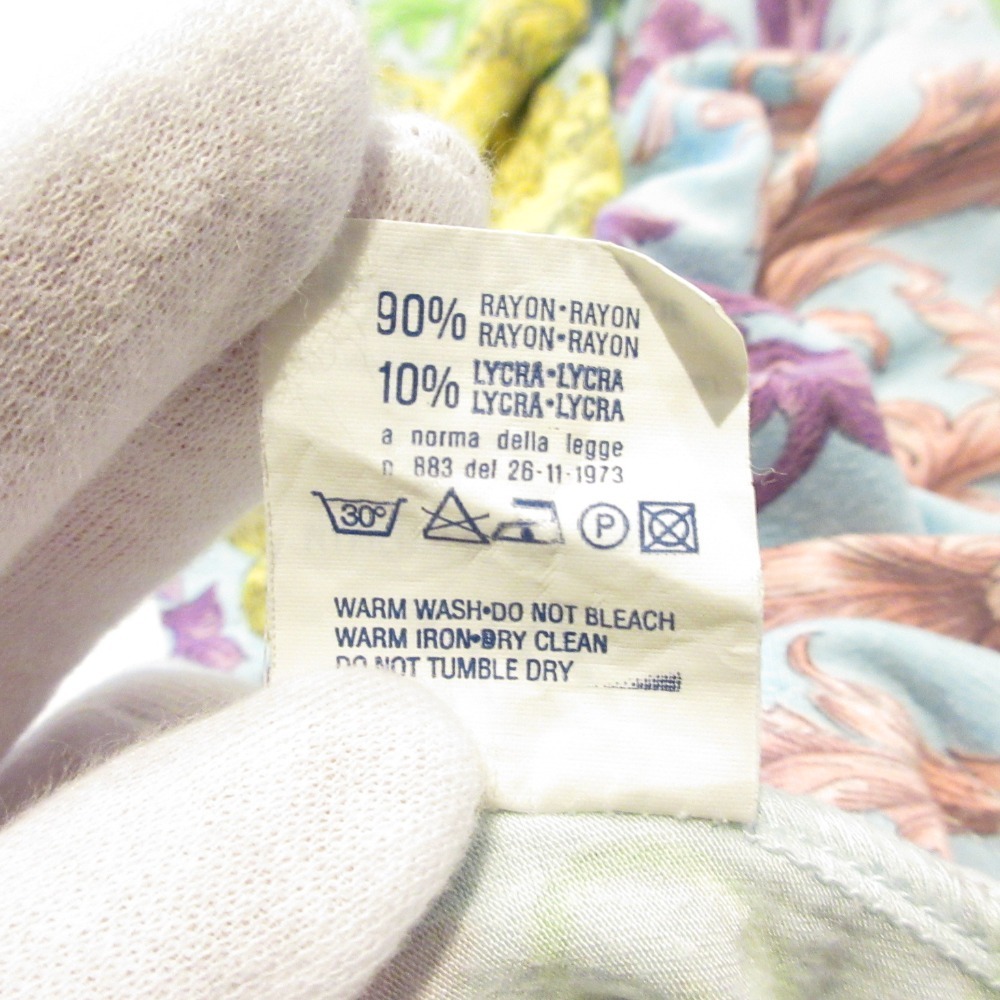 90% RAYON•RAYON
RAYON•RAYON
10% LYCRA•LYCRA
LYCRA•LYCRA
a norma della legge
n 883 del 26-11-1973
30° P
WARM WASH•DO NOT BLEACH
WARM IRON•DRY CLEAN
DO NOT TUMBLE DRY